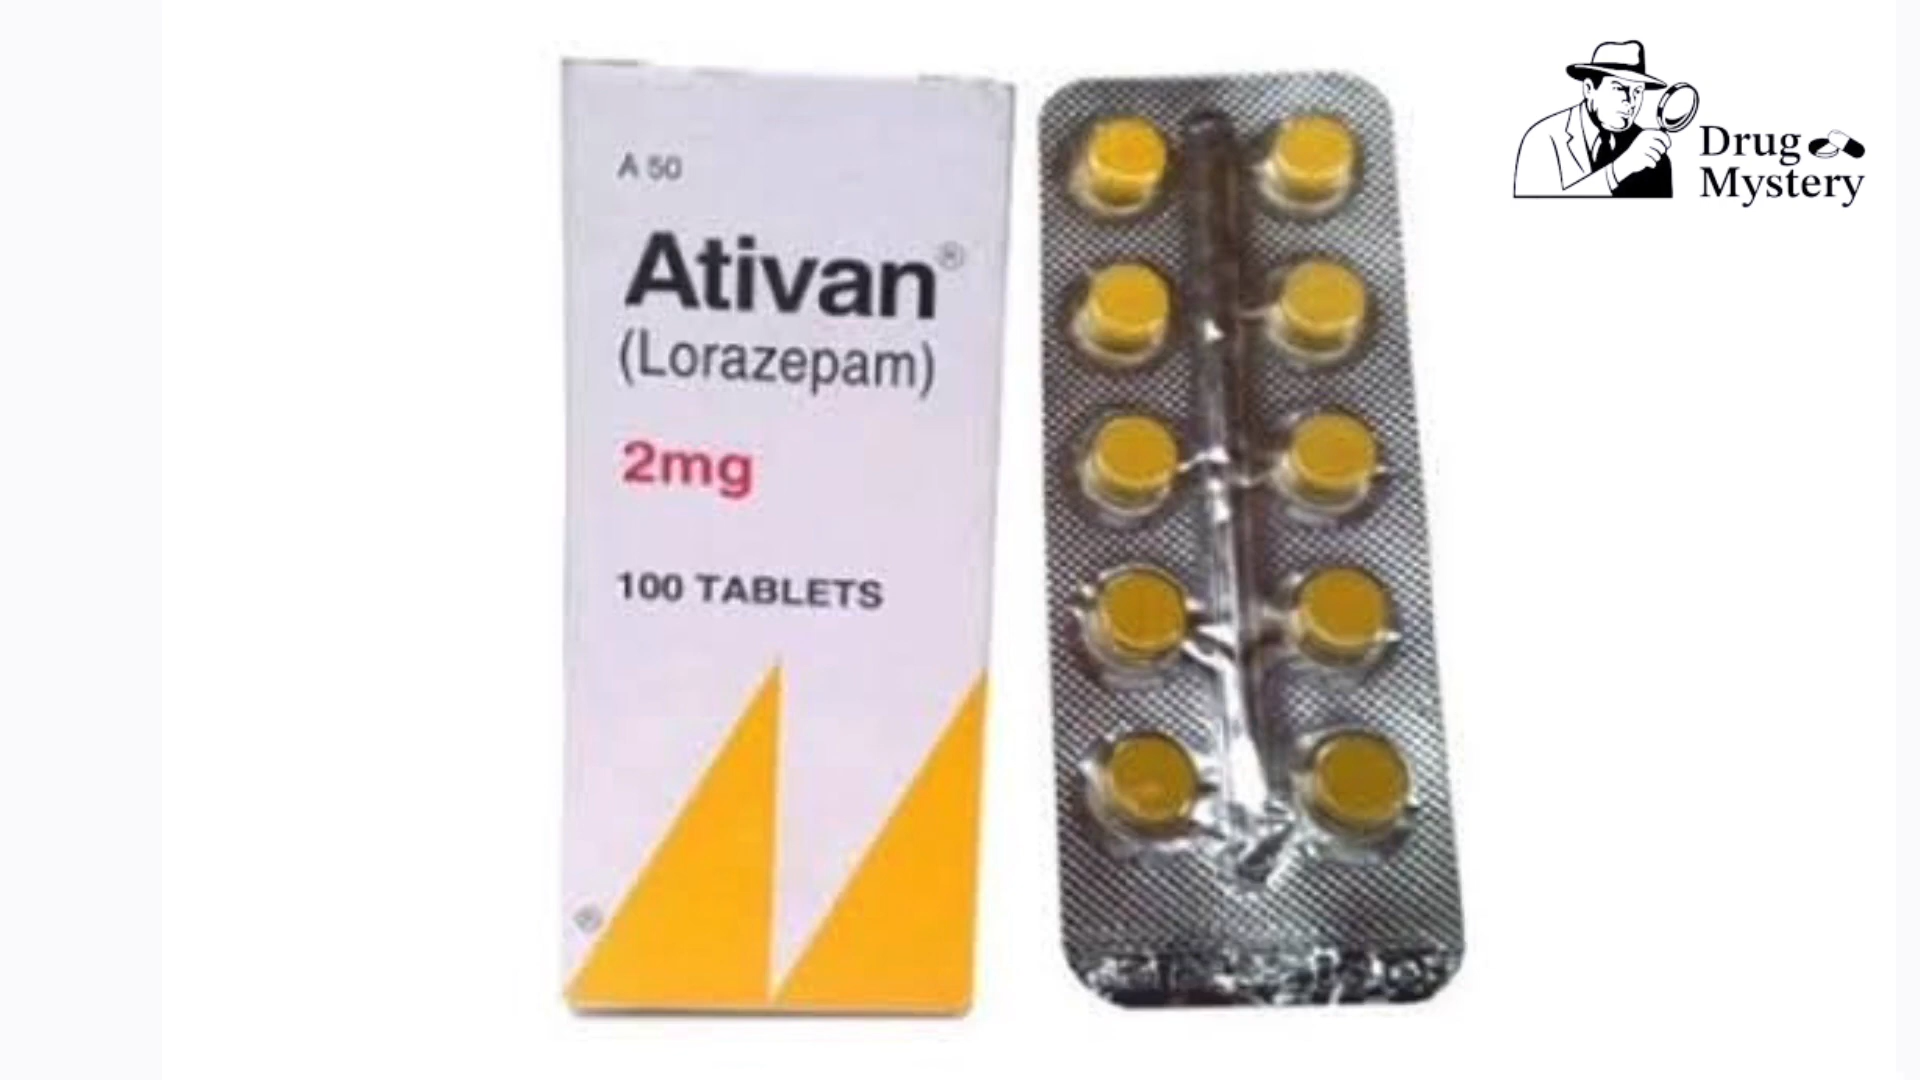 A 50
Ativan®
(Lorazepam)
2mg
100 TABLETS
®
Drug
Mystery